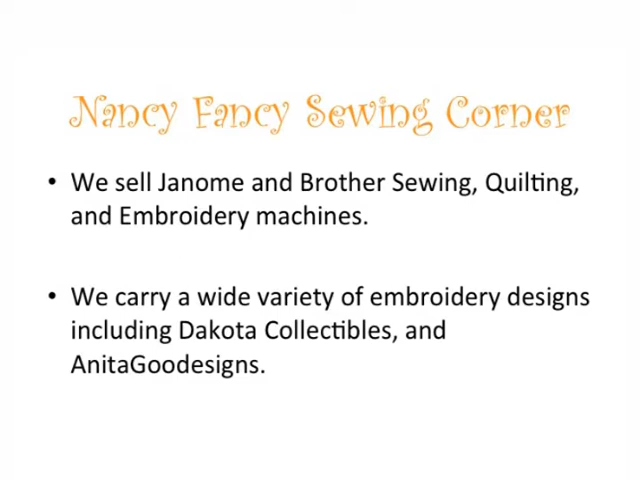 Nancy Fancy Sewing Corner
• We sell Janome and Brother Sewing, Quilting,
and Embroidery machines.
• We carry a wide variety of embroidery designs
including Dakota Collectibles, and
AnitaGoodesigns.